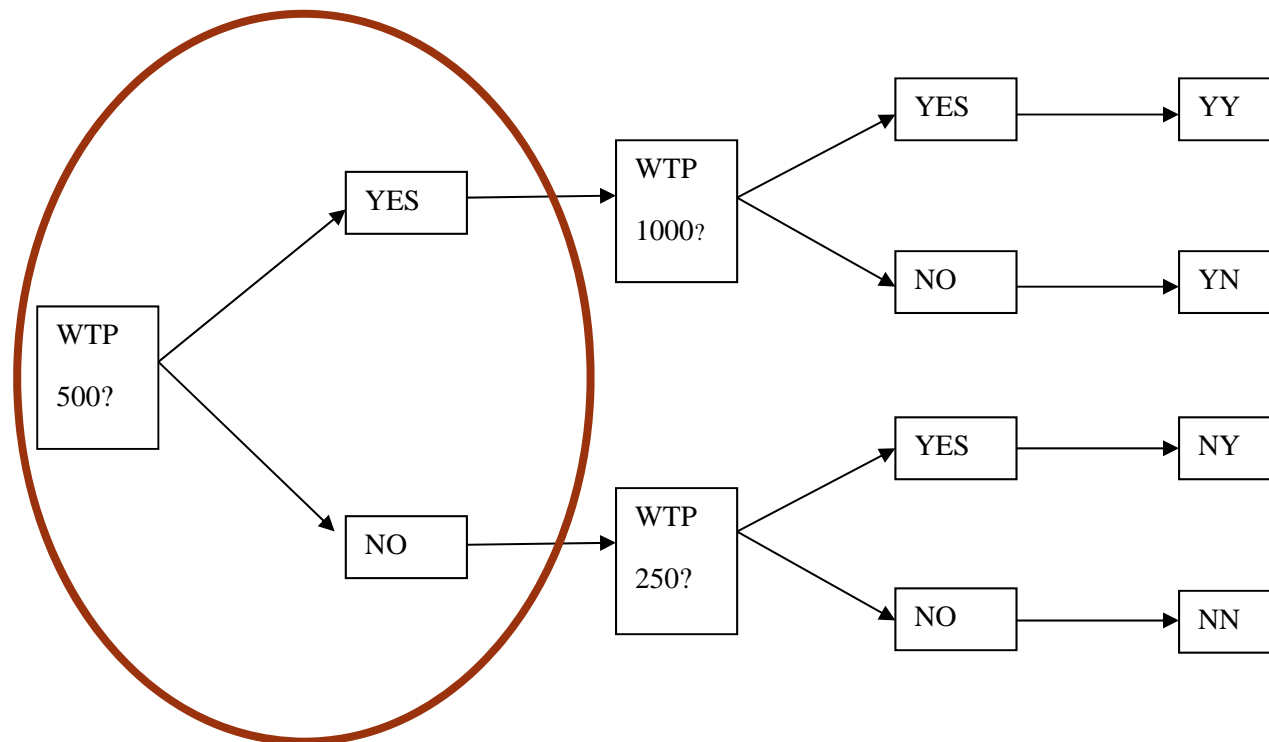 WTP
500?
YES
NO
WTP
1000?
WTP
250?
YES
NO
YES
NO
YY
YN
NY
NN